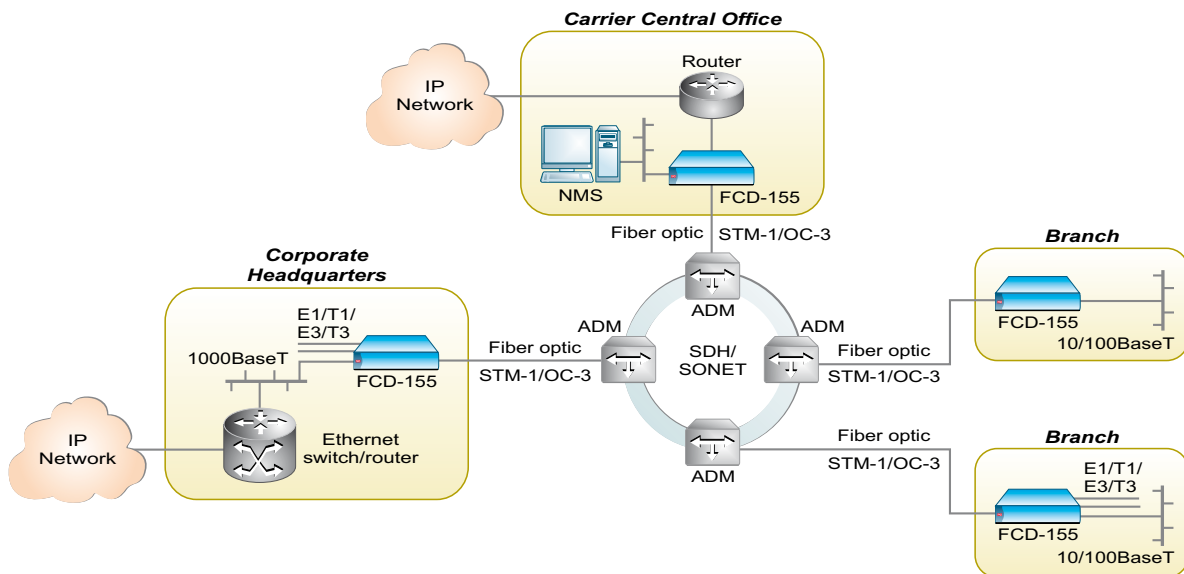 Carrier Central Office
Router
IP
Network
NMS
FCD-155
Fiber optic
STM-1/OC-3
Corporate
Headquarters
E1/T1/
E3/T3
1000BaseT
FCD-155
IP
Network
Ethernet
switch/router
Fiber optic
STM-1/OC-3
ADM
ADM
ADM
ADM
SDH/
SONET
Fiber optic
STM-1/OC-3
Branch
FCD-155
10/100BaseT
Fiber optic
STM-1/OC-3
Branch
E1/T1/
E3/T3
FCD-155
10/100BaseT